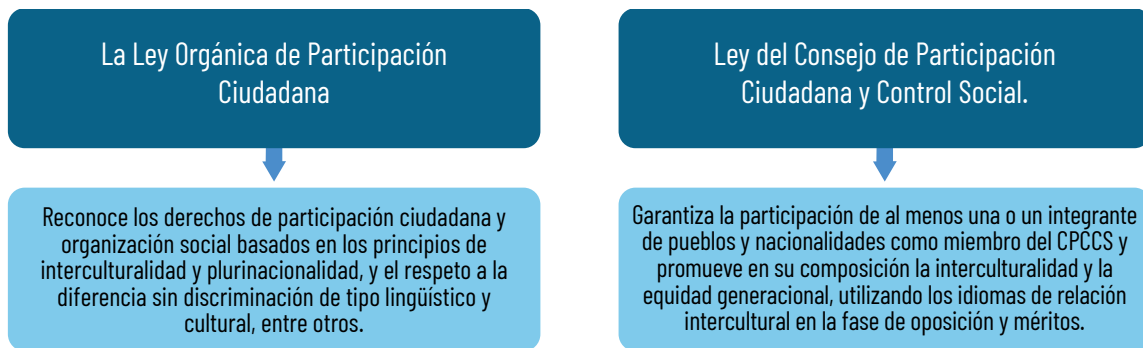 La Ley Orgánica de Participación
Ciudadana
Reconoce los derechos de participación ciudadana y
organización social basados en los principios de
interculturalidad y plurinacionalidad, y el respeto a la
diferencia sin discriminación de tipo lingüístico y
cultural, entre otros.
Ley del Consejo de Participación
Ciudadana y Control Social.
Garantiza la participación de al menos una o un integrante
de pueblos y nacionalidades como miembro del CPCCS y
promueve en su composición la interculturalidad y la
equidad generacional, utilizando los idiomas de relación
intercultural en la fase de oposición y méritos.